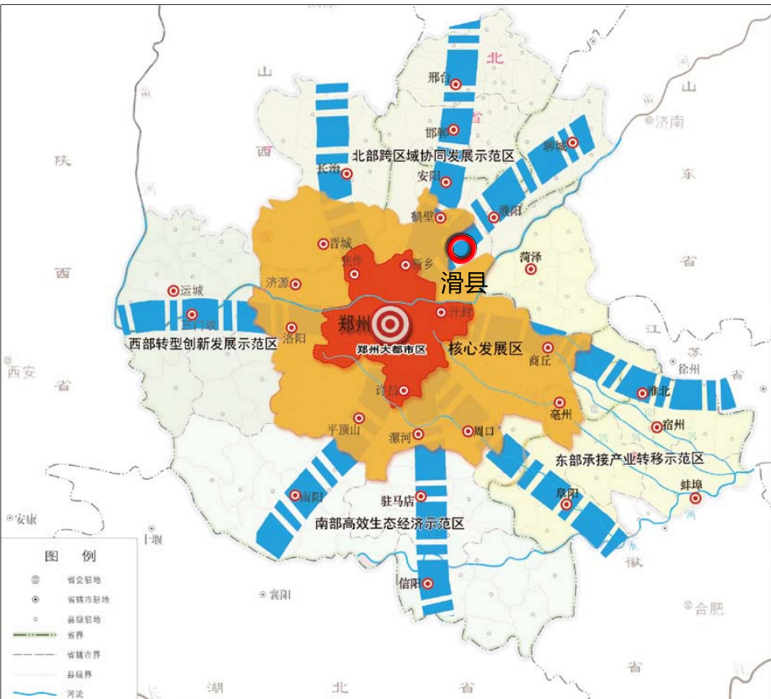 山
北
邢台
省
山
邯郸
济南
聊城
北部跨区域协同发展示范区
西
陕
长治
安阳
东
鹤壁
濮阳
晋城
菏泽
省
焦作
新乡
西
济源
滑县
运城
三门峡
开封
郑州
江
洛阳
西部转型创新发展示范区
郑州大都市区
核心发展区
苏
商丘
徐州
省
西安
淮北
省
许昌
亳州
平顶山
漯河
周口
宿州
东部承接产业转移示范区
南阳
驻马店
阜阳
蚌埠
安康
南部高效生态经济示范区
十堰
徽
信阳
襄阳
合肥
省
湖
北
省
图 例
省会驻地
省辖市驻地
县级驻地
省界
省辖市界
县级界
河流